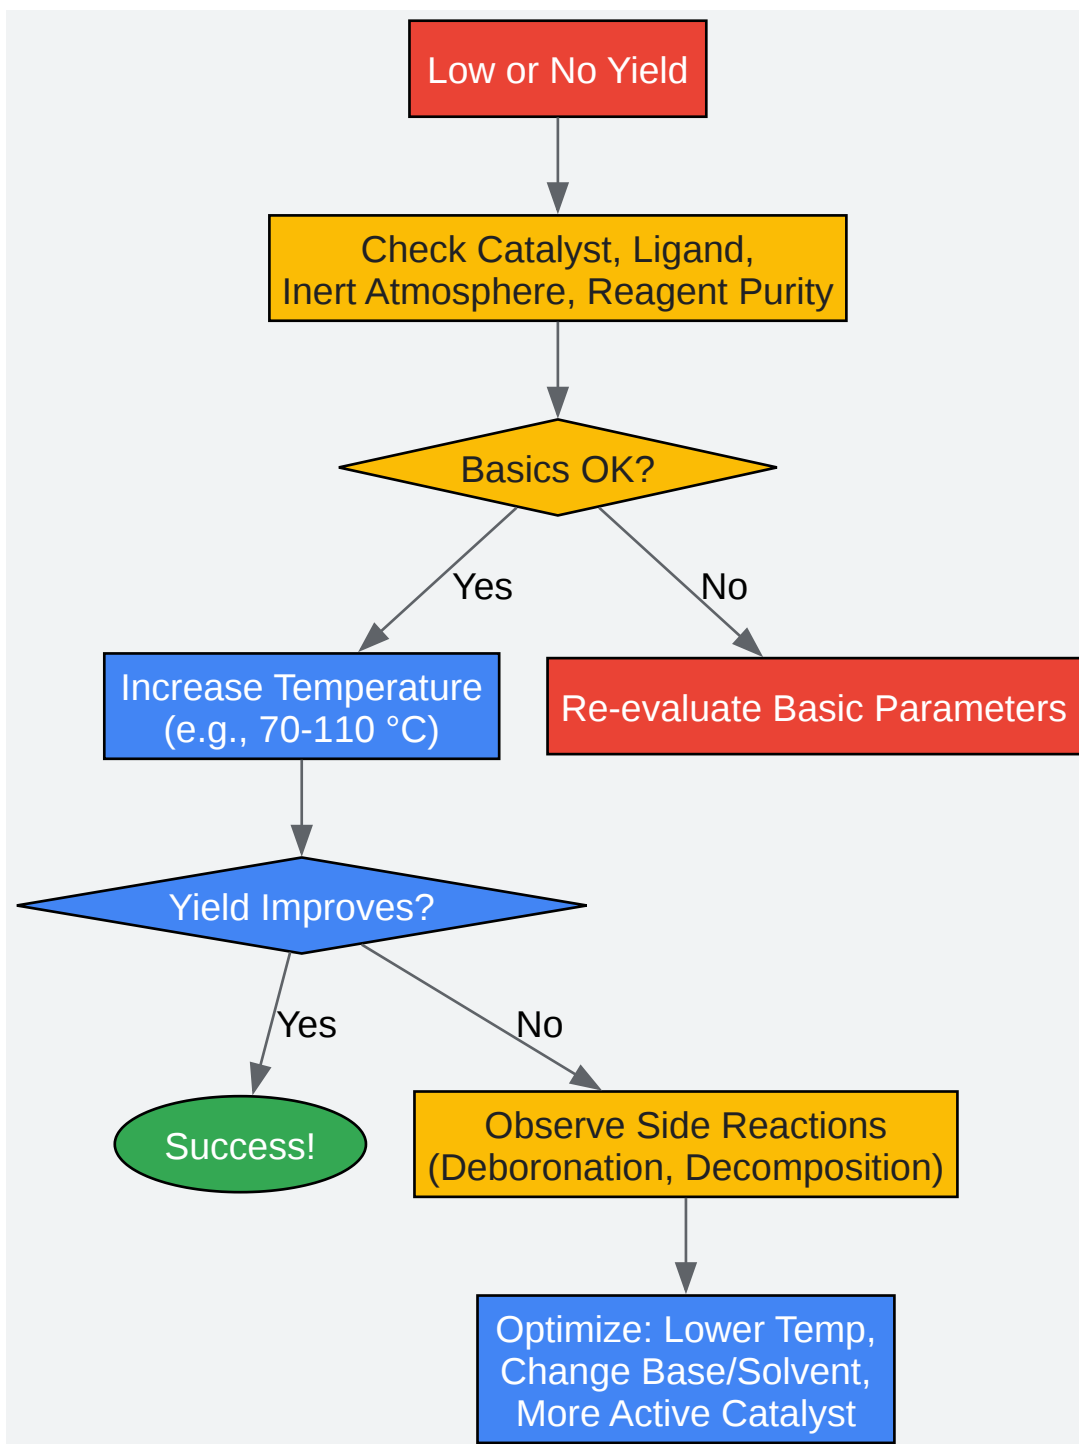 Low or No Yield
Check Catalyst, Ligand,
Inert Atmosphere, Reagent Purity
Basics OK?
Yes
No
Increase Temperature
(e.g., 70-110 °C)
Re-evaluate Basic Parameters
Yield Improves?
Yes
No
Success!
Observe Side Reactions
(Deboronation, Decomposition)
Optimize: Lower Temp,
Change Base/Solvent,
More Active Catalyst